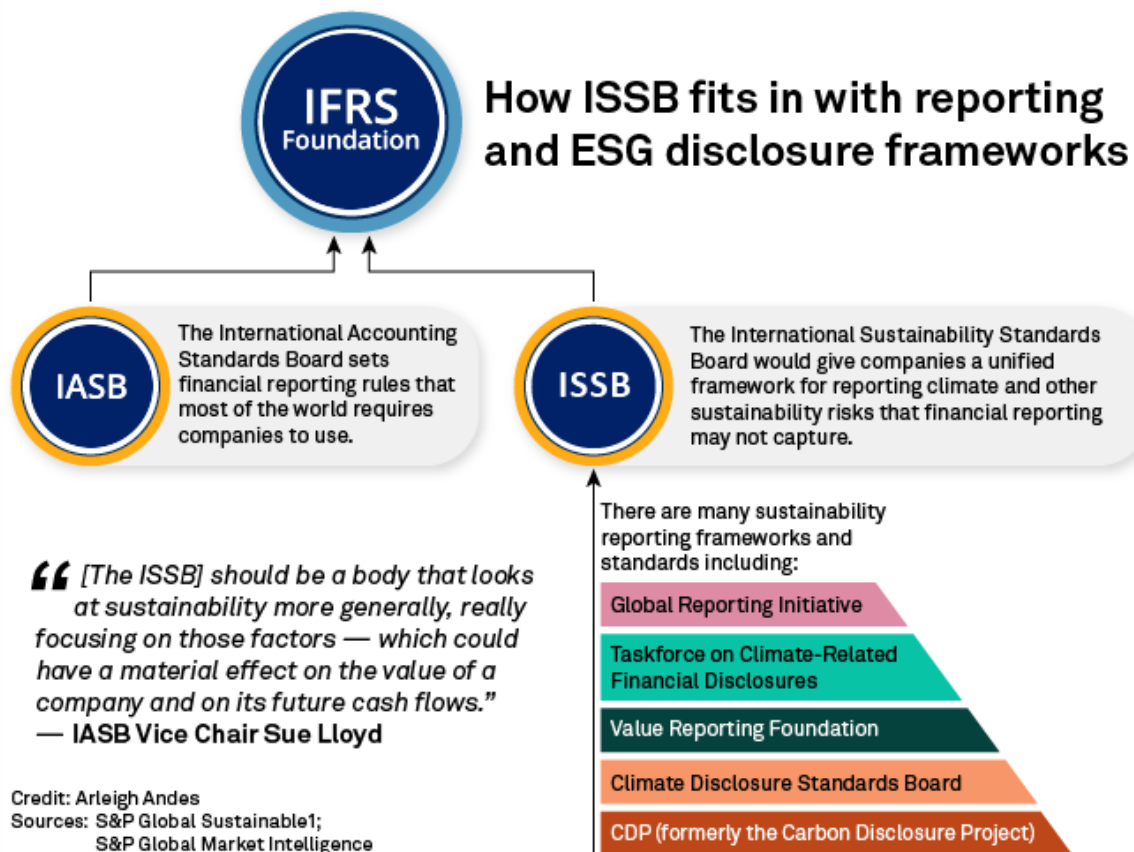 IFRS
Foundation
How ISSB fits in with reporting
and ESG disclosure frameworks
IASB
The International Accounting
Standards Board sets
financial reporting rules that
most of the world requires
companies to use.
ISSB
The International Sustainability Standards
Board would give companies a unified
framework for reporting climate and other
sustainability risks that financial reporting
may not capture.
“ [The ISSB] should be a body that looks
at sustainability more generally, really
focusing on those factors — which could
have a material effect on the value of a
company and on its future cash flows.”
— IASB Vice Chair Sue Lloyd
There are many sustainability
reporting frameworks and
standards including:
Global Reporting Initiative
Taskforce on Climate-Related
Financial Disclosures
Value Reporting Foundation
Climate Disclosure Standards Board
CDP (formerly the Carbon Disclosure Project)
Credit: Arleigh Andes
Sources: S&P Global Sustainable1;
S&P Global Market Intelligence